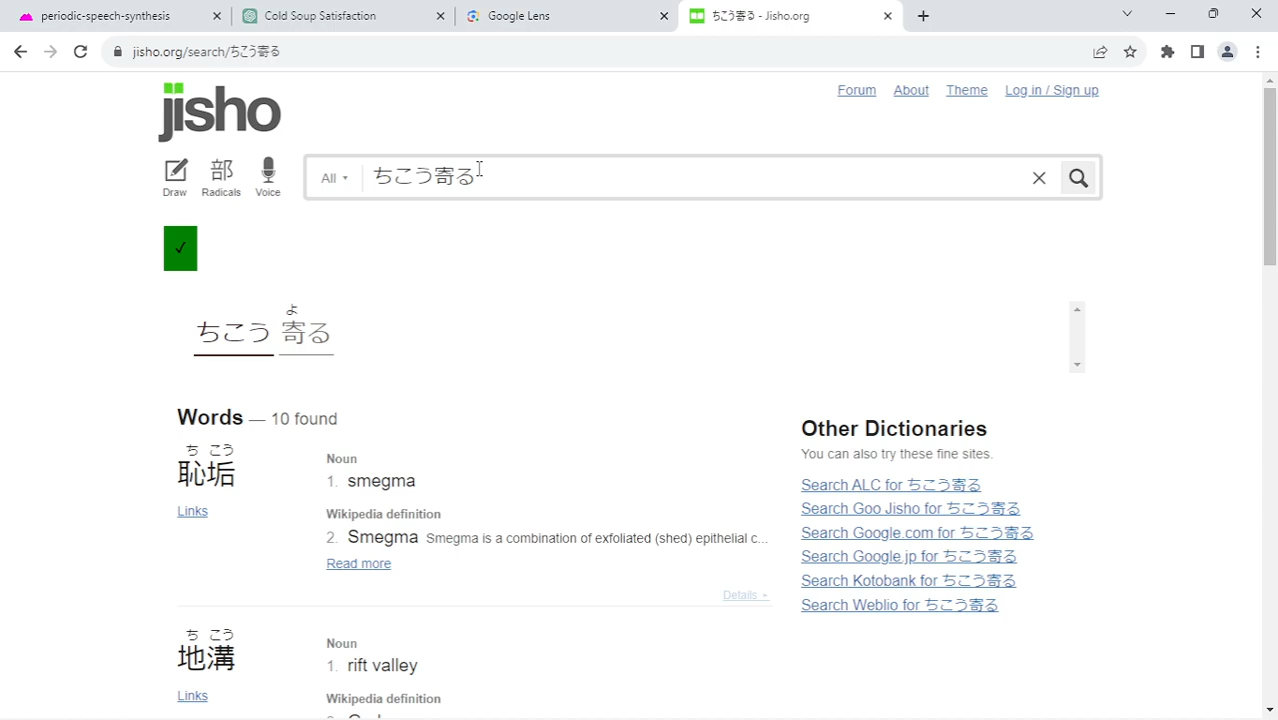 periodic-speech-synthesis
Cold Soup Satisfaction
Google Lens
ちこう寄る - Jisho.org
jisho.org/search/ちこう寄る
jisho
Forum
About
Theme
Log in / Sign up
Draw
部
Radicals
Voice
All
ちこう寄る
✓
よ
ちこう 寄る
Words — 10 found
ち こう
恥垢
Links
Noun
1. smegma
Wikipedia definition
2. Smegma Smegma is a combination of exfoliated (shed) epithelial c...
Read more
Details
ち こう
地溝
Links
Noun
1. rift valley
Wikipedia definition
Other Dictionaries
You can also try these fine sites.
Search ALC for ちこう寄る
Search Goo Jisho for ちこう寄る
Search Google.com for ちこう寄る
Search Google.jp for ちこう寄る
Search Kotobank for ちこう寄る
Search Weblio for ちこう寄る